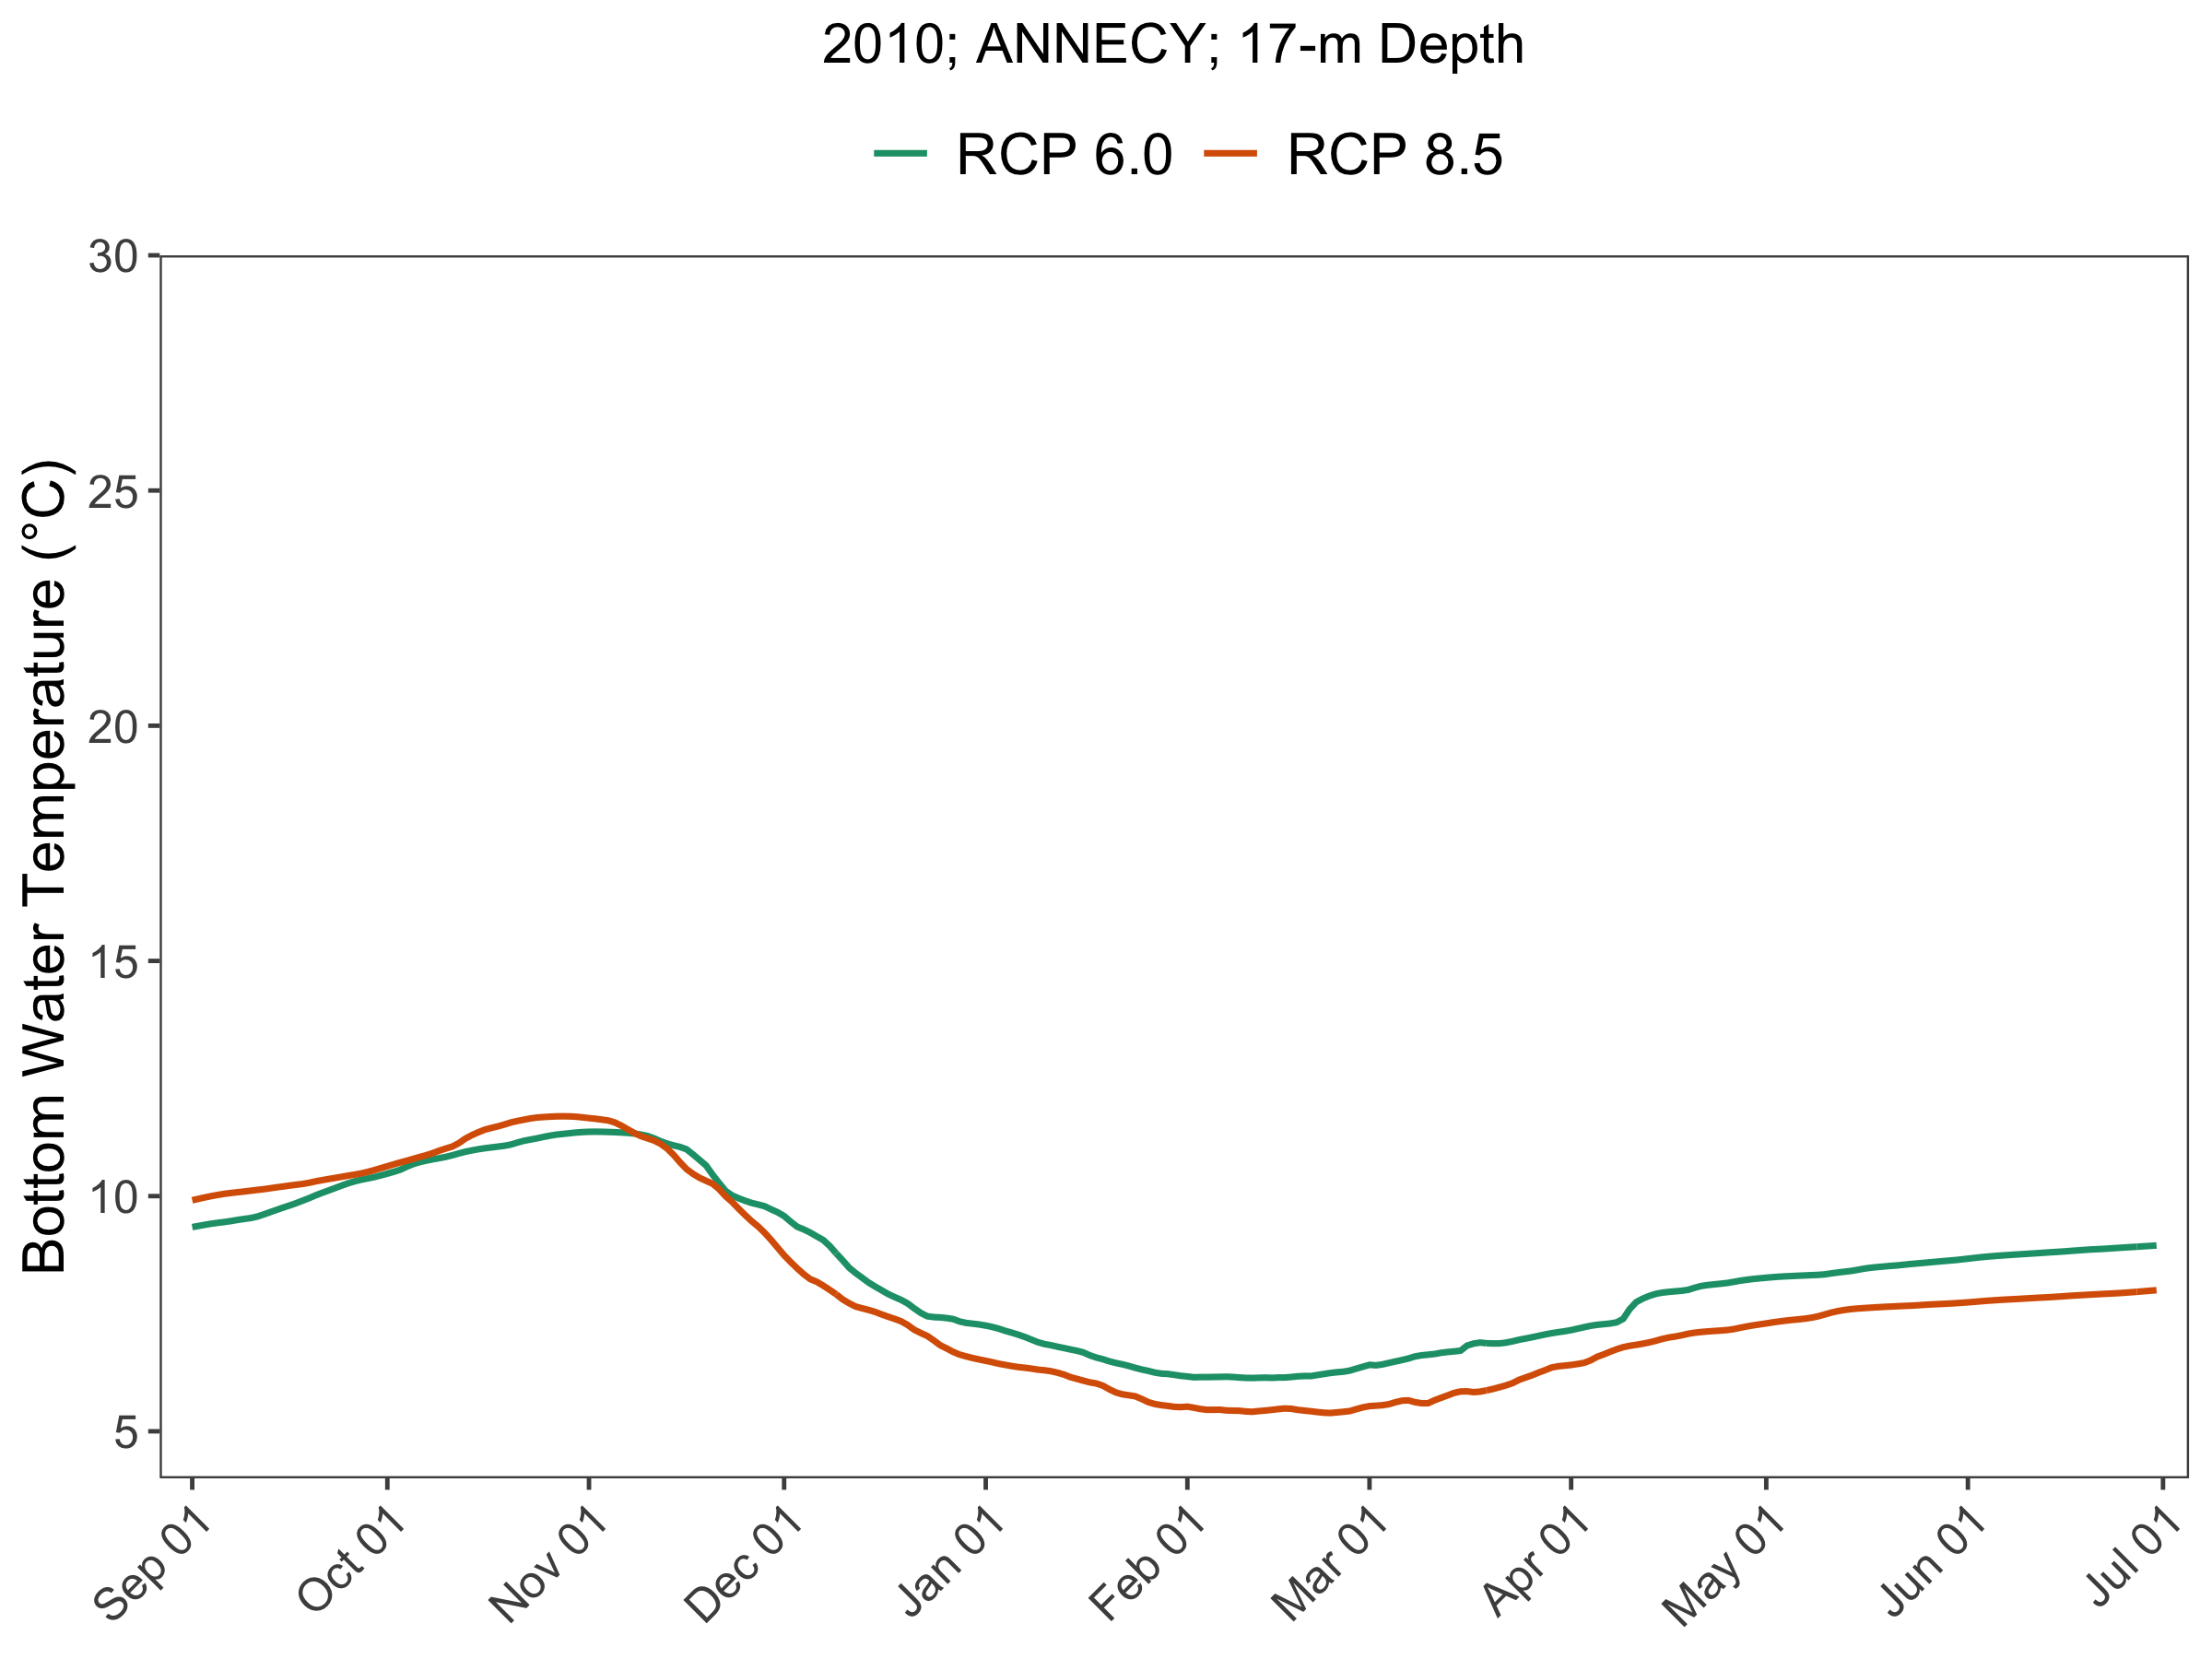 2010; ANNECY; 17-m Depth
RCP 6.0 RCP 8.5
Bottom Water Temperature (°C)
30
25
20
15
10
5
Sep 01 Oct 01 Nov 01 Dec 01 Jan 01 Feb 01 Mar 01 Apr 01 May 01 Jun 01 Jul 01